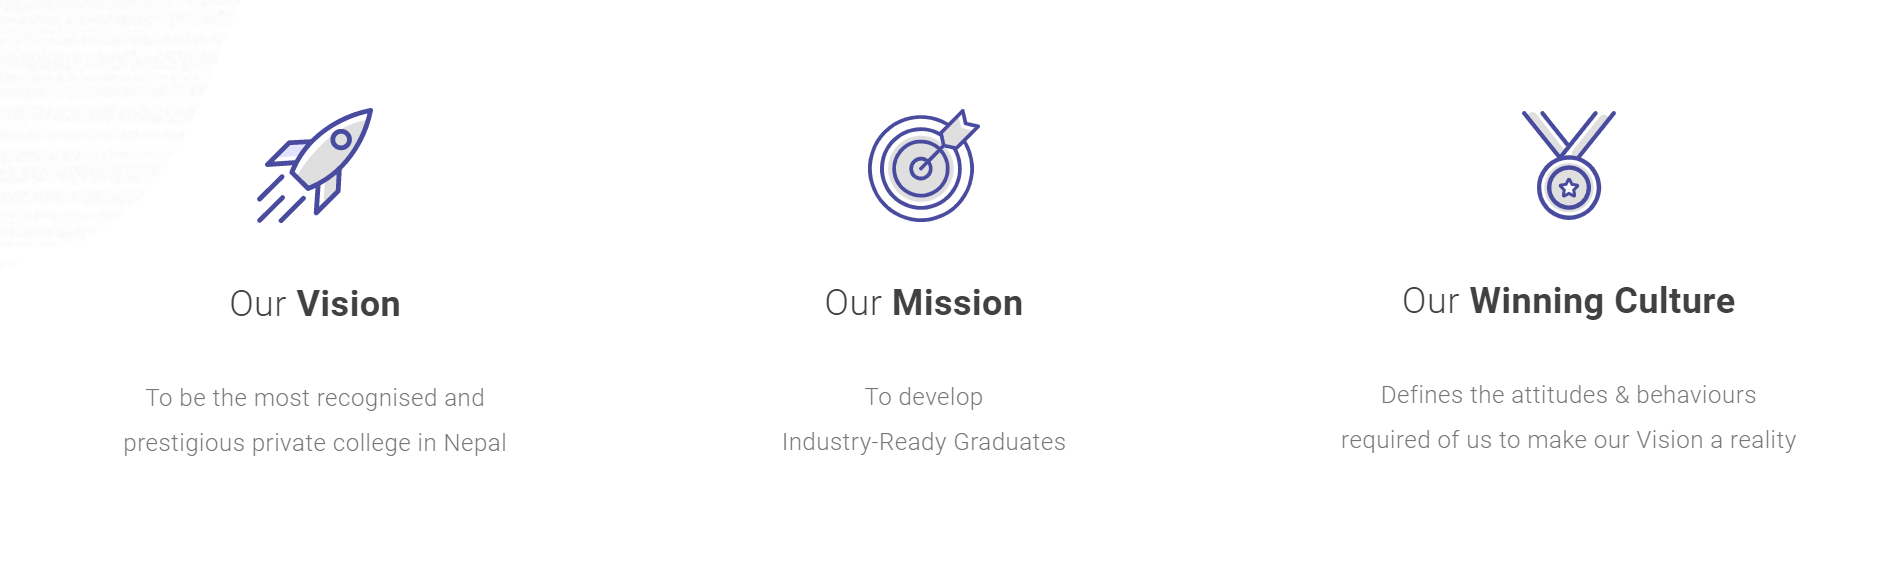 Our Vision
To be the most recognised and
prestigious private college in Nepal
Our Mission
To develop
Industry-Ready Graduates
Our Winning Culture
Defines the attitudes & behaviours
required of us to make our Vision a reality